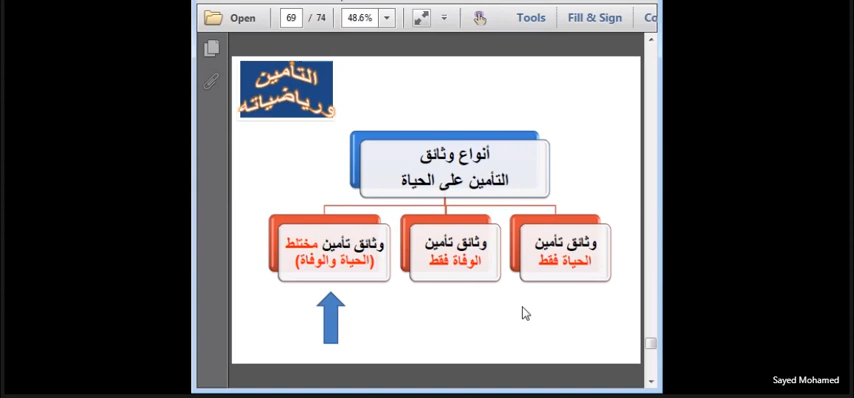 Open 69 / 74 48.6% Tools Fill & Sign Co
التأمين
ورياضياته
أنواع وثائق
التأمين على الحياة
وثائق تأمين
الحياة فقط
وثائق تأمين
الوفاة فقط
وثائق تأمين مختلط
(الحياة والوفاة)
Sayed Mohamed